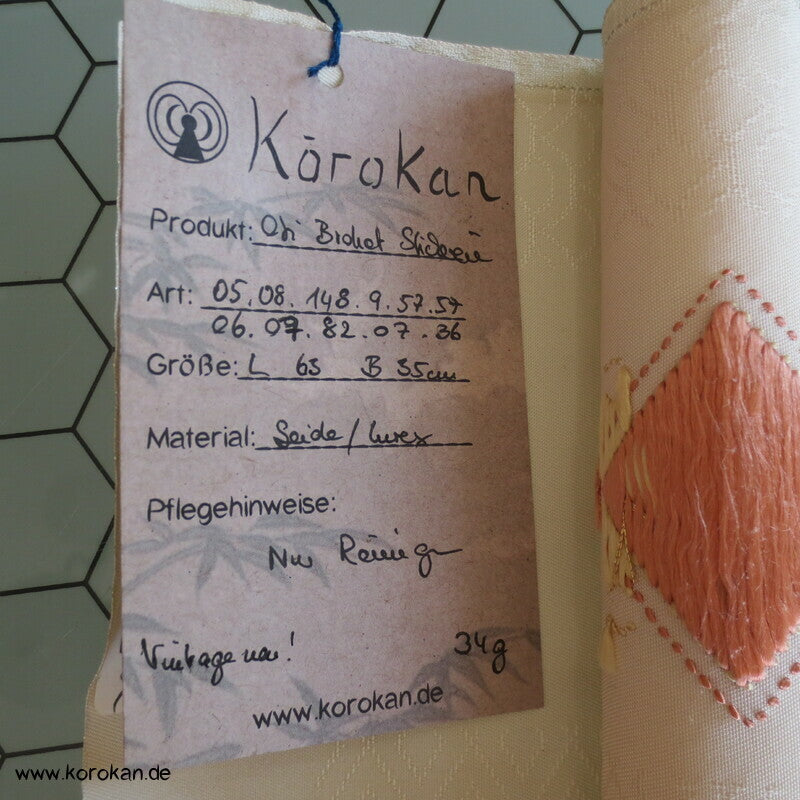 Kōrokan
Produkt: Obi Brokat Stickerei
Art: 05.08.148.9.57.57
06.07.82.07.36
Größe: L 63 B 35cm
Material: Seide/Lurex
Pflegehinweise:
Nur Reinigen
Vintage neu! 34g
www.korokan.de
www.korokan.de